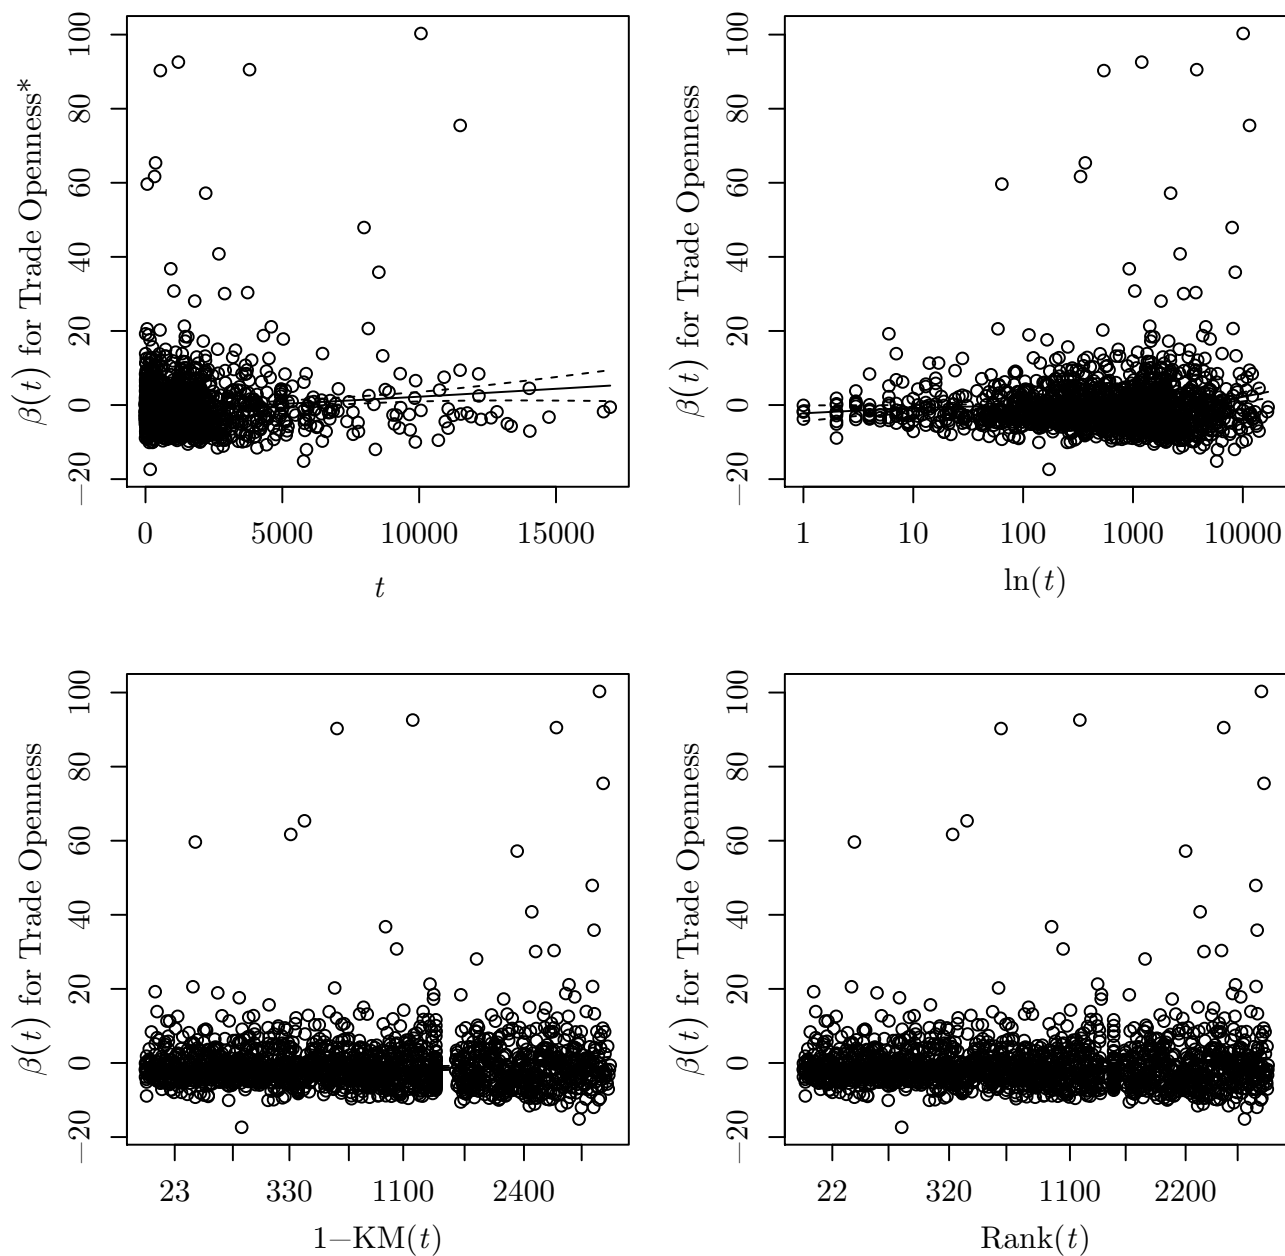 β(t) for Trade Openness*
−20 0 20 40 60 80 100
0 5000 10000 15000
t
β(t) for Trade Openness
−20 0 20 40 60 80 100
1 10 100 1000 10000
ln(t)
β(t) for Trade Openness
−20 0 20 40 60 80 100
23 330 1100 2400
1−KM(t)
β(t) for Trade Openness
−20 0 20 40 60 80 100
22 320 1100 2200
Rank(t)